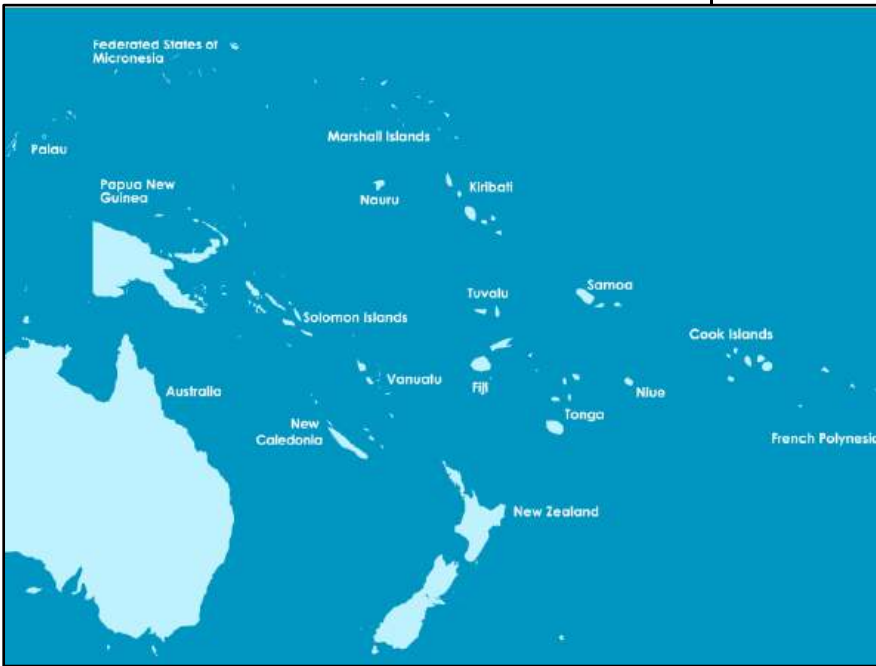 Federated States of
Micronesia
Palau
Marshall Islands
Papua New
Guinea
Nauru
Kiribati
Solomon Islands
Tuvalu
Samoa
Cook Islands
Australia
Vanuatu
Fiji
Niue
New
Caledonia
Tonga
French Polynesia
New Zealand